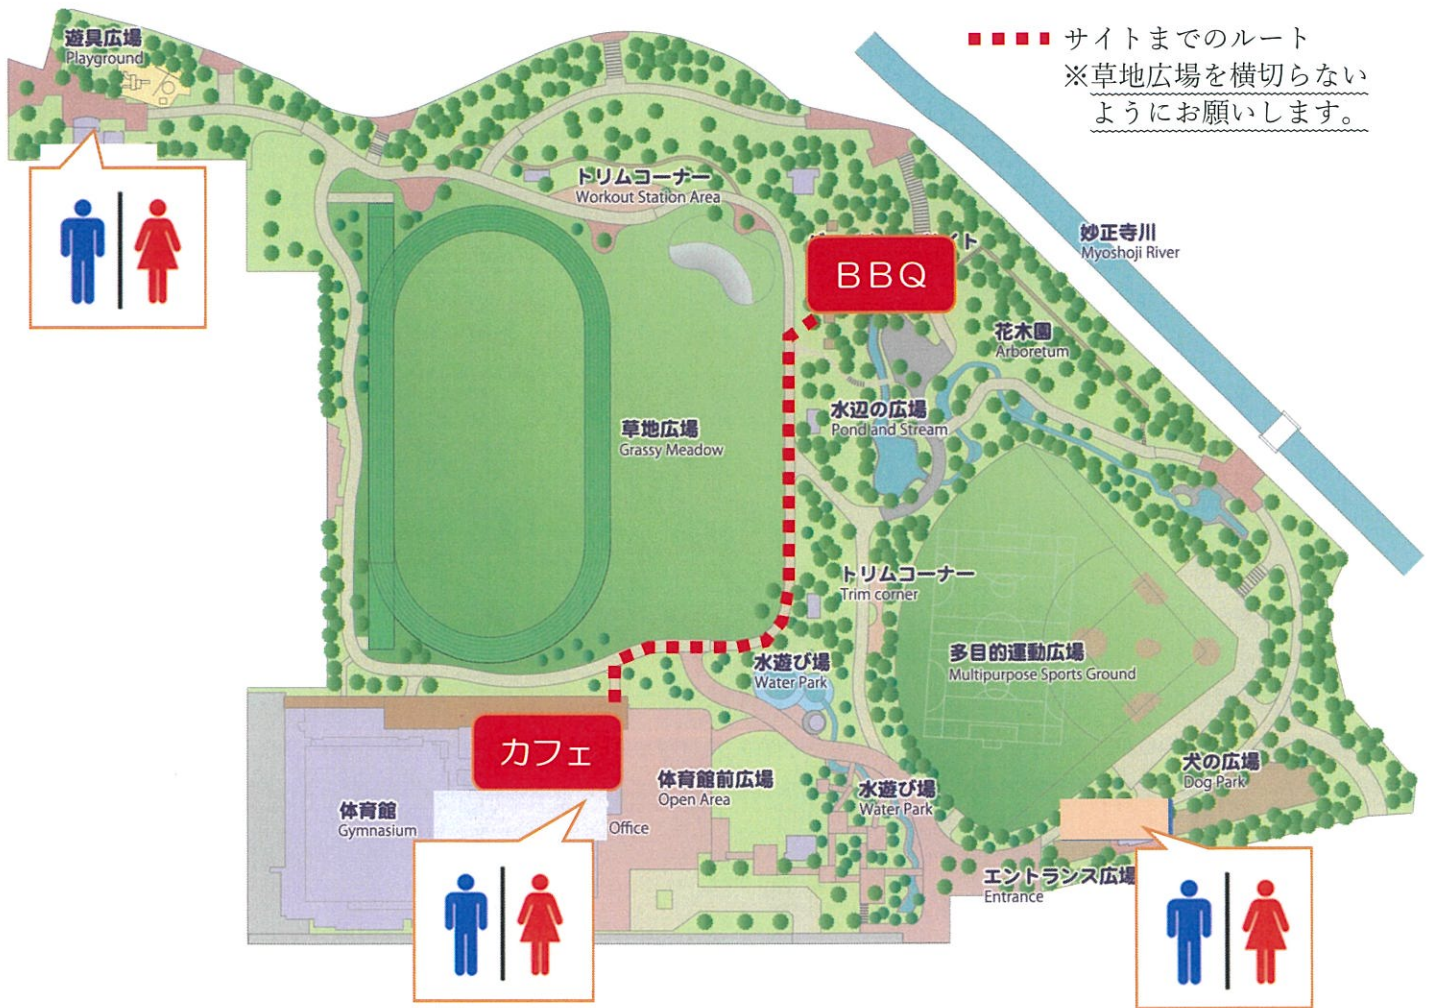 遊具広場
Playground
サイトまでのルート
※草地広場を横切らない
ようにお願いします。
トリムコーナー
Workout Station Area
妙正寺川
Myoshoji River
イト
BBQ
花木園
Arboretum
水辺の広場
Pond and Stream
草地広場
Grassy Meadow
トリムコーナー
Trim corner
多目的運動広場
Multipurpose Sports Ground
水遊び場
Water Park
カフェ
体育館前広場
Open Area
犬の広場
Dog Park
水遊び場
Water Park
体育館
Gymnasium
Office
エントランス広場
Entrance